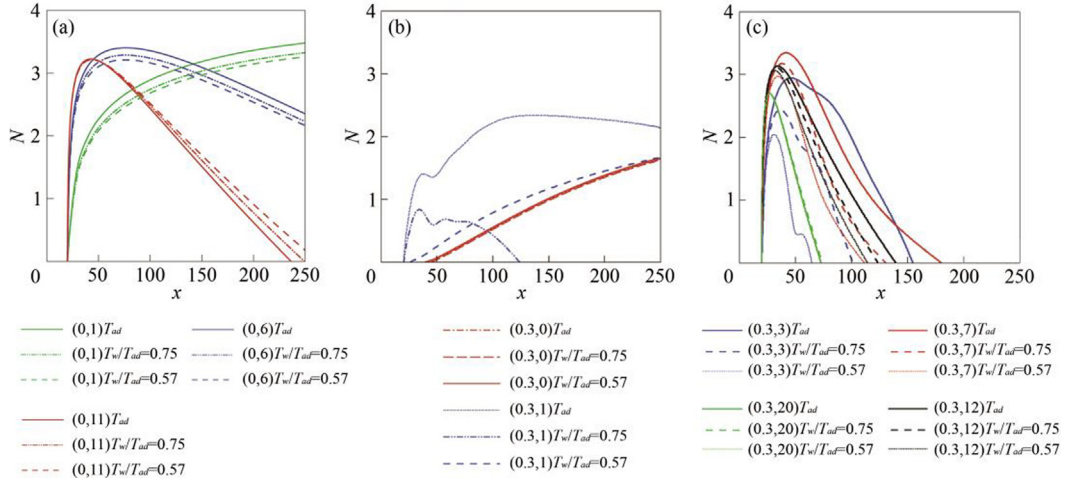 (a)
4
3
2
1
0
N
50
100
150
200
250
x
(b)
4
3
2
1
0
N
50
100
150
200
250
x
(c)
4
3
2
1
0
N
50
100
150
200
250
x
(0,1)Tad
(0,1)Tw/Tad=0.75
(0,1)Tw/Tad=0.57
(0,6)Tad
(0,6)Tw/Tad=0.75
(0,6)Tw/Tad=0.57
(0,11)Tad
(0,11)Tw/Tad=0.75
(0,11)Tw/Tad=0.57
(0.3,0)Tad
(0.3,0)Tw/Tad=0.75
(0.3,0)Tw/Tad=0.57
(0.3,1)Tad
(0.3,1)Tw/Tad=0.75
(0.3,1)Tw/Tad=0.57
(0.3,3)Tad
(0.3,3)Tw/Tad=0.75
(0.3,3)Tw/Tad=0.57
(0.3,7)Tad
(0.3,7)Tw/Tad=0.75
(0.3,7)Tw/Tad=0.57
(0.3,20)Tad
(0.3,20)Tw/Tad=0.75
(0.3,20)Tw/Tad=0.57
(0.3,12)Tad
(0.3,12)Tw/Tad=0.75
(0.3,12)Tw/Tad=0.57